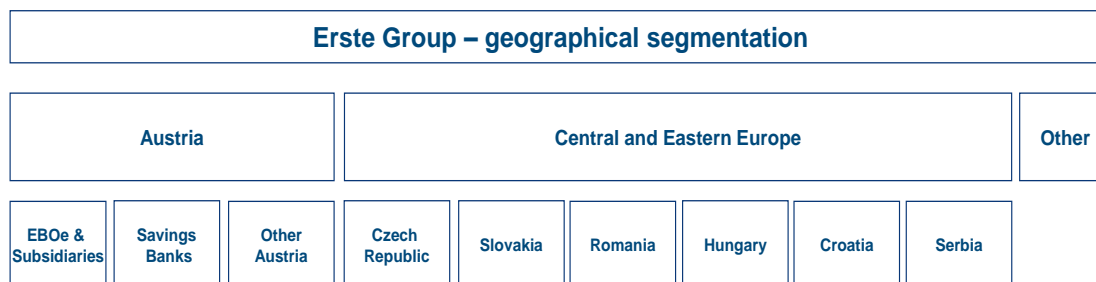 Erste Group – geographical segmentation
Austria
Central and Eastern Europe
Other
EBOe &
Subsidiaries
Savings
Banks
Other
Austria
Czech
Republic
Slovakia
Romania
Hungary
Croatia
Serbia